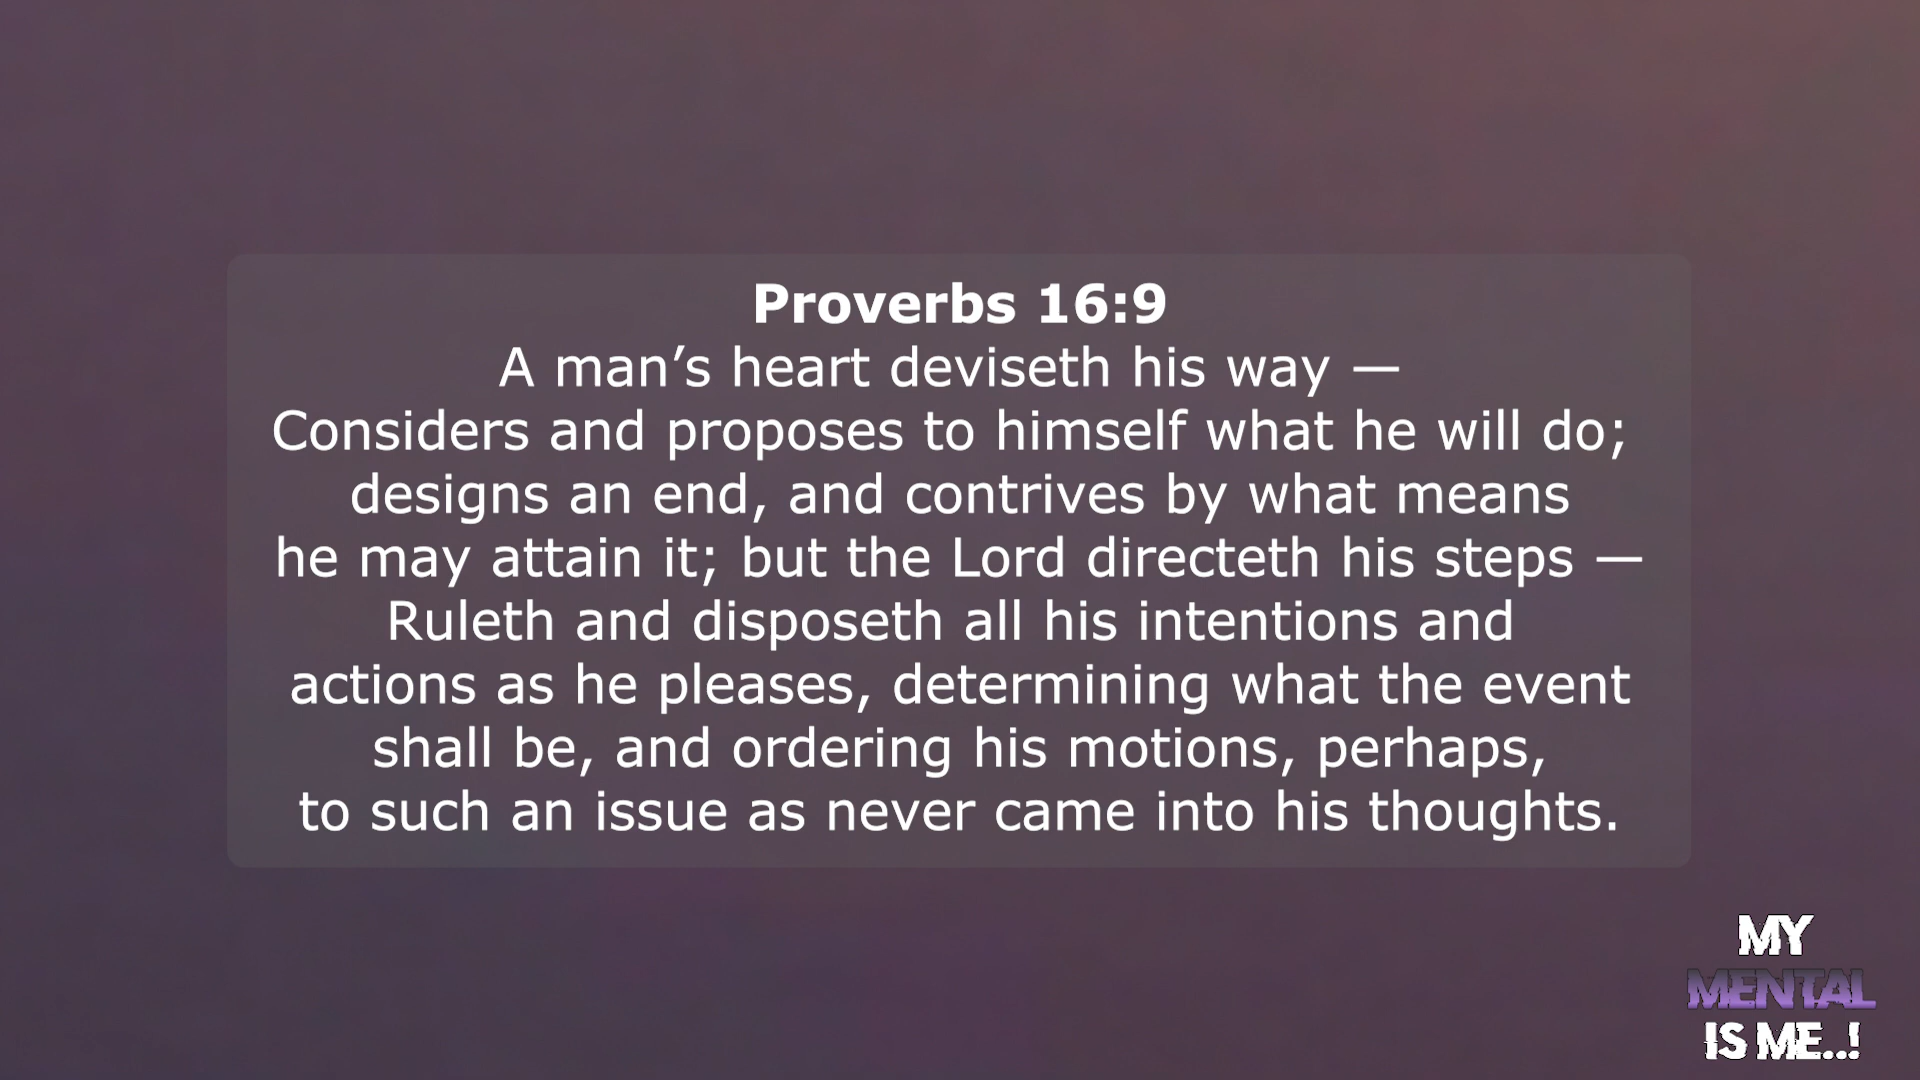 Proverbs 16:9
A man’s heart deviseth his way —
Considers and proposes to himself what he will do;
designs an end, and contrives by what means
he may attain it; but the Lord directeth his steps —
Ruleth and disposeth all his intentions and
actions as he pleases, determining what the event
shall be, and ordering his motions, perhaps,
to such an issue as never came into his thoughts.
MY
MENTAL
IS ME..!